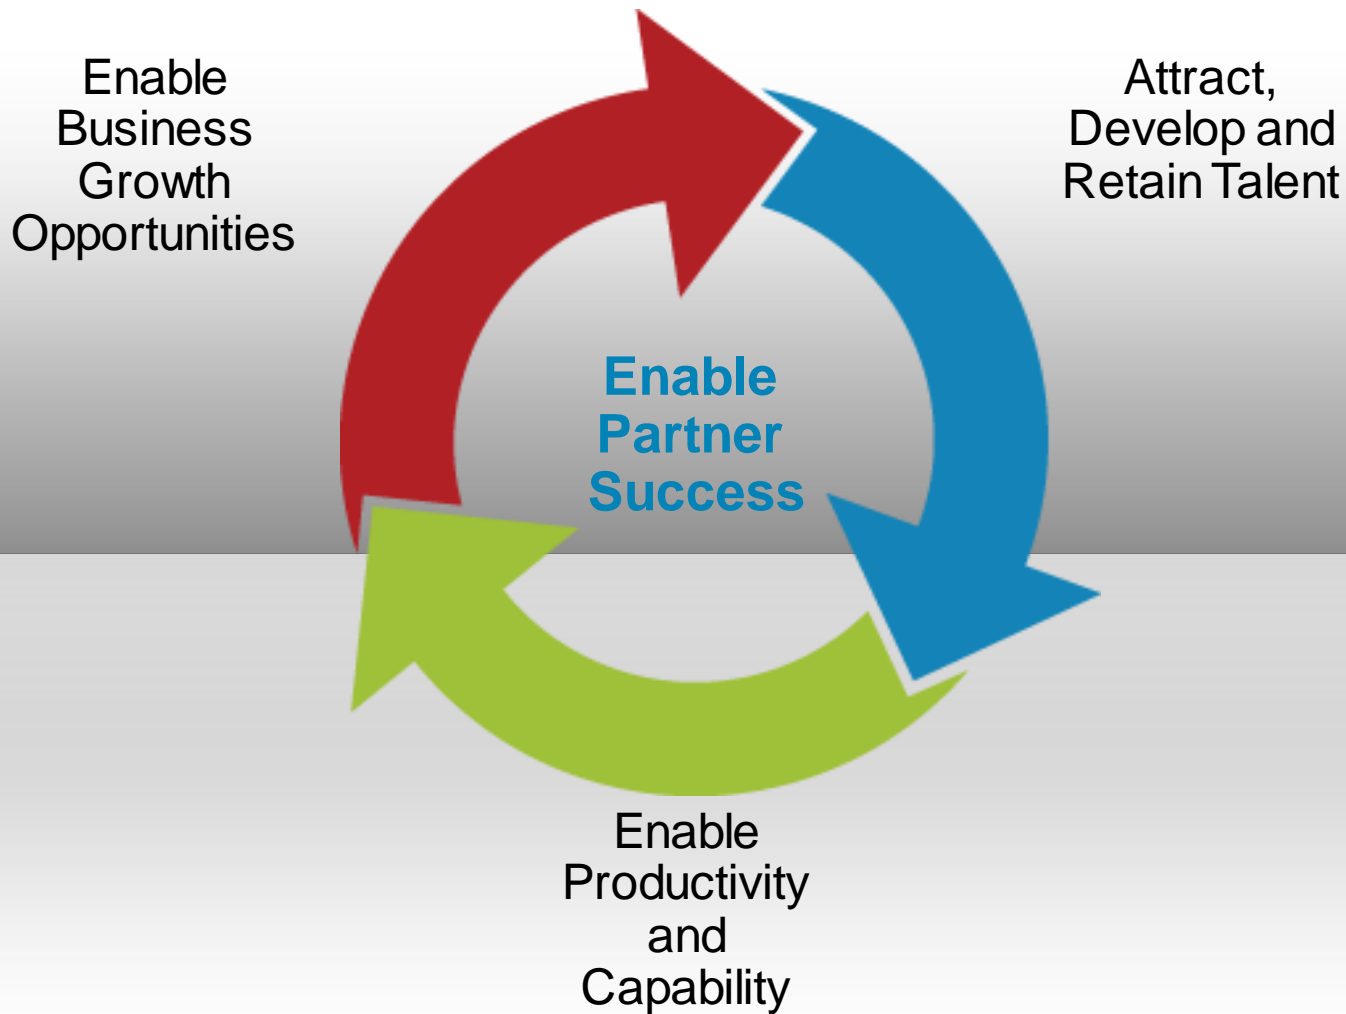 Enable
Business
Growth
Opportunities
Attract,
Develop and
Retain Talent
Enable
Partner
Success
Enable
Productivity
and
Capability